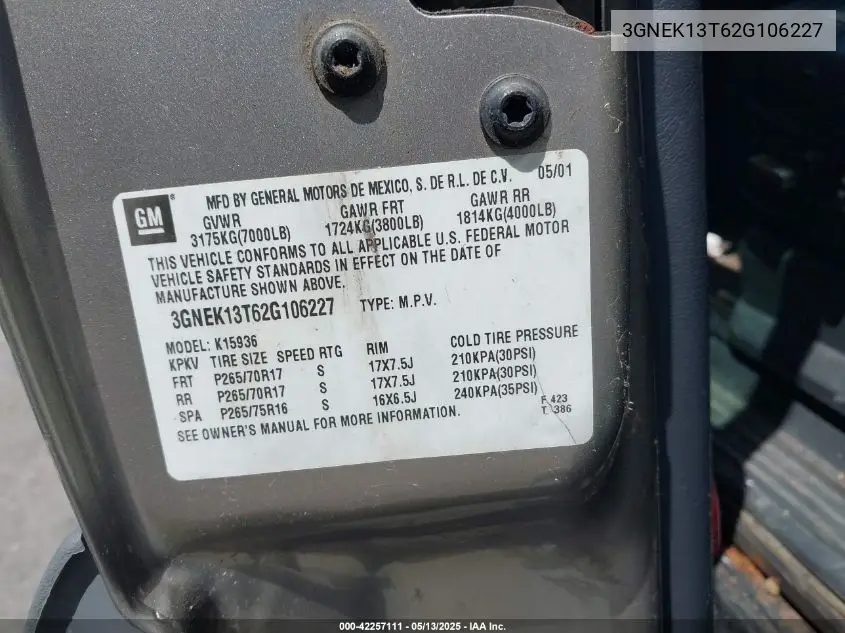 3GNEK13T62G106227
GM
MFD BY GENERAL MOTORS DE MEXICO, S. DE R.L. DE C.V. 05/01
GVWR GAWR FRT GAWR RR
3175KG(7000LB) 1724KG(3800LB) 1814KG(4000LB)
THIS VEHICLE CONFORMS TO ALL APPLICABLE U.S. FEDERAL MOTOR
VEHICLE SAFETY STANDARDS IN EFFECT ON THE DATE OF
MANUFACTURE SHOWN ABOVE.
3GNEK13T62G106227 TYPE: M.P.V.
MODEL: K15936
KPKV TIRE SIZE SPEED RTG RIM COLD TIRE PRESSURE
FRT P265/70R17 S 17X7.5J 210KPA(30PSI)
RR P265/70R17 S 17X7.5J 210KPA(30PSI)
SPA P265/75R16 S 16X6.5J 240KPA(35PSI)
SEE OWNER'S MANUAL FOR MORE INFORMATION.
F 423
T 386
000-42257111 - 05/13/2025 - IAA Inc.